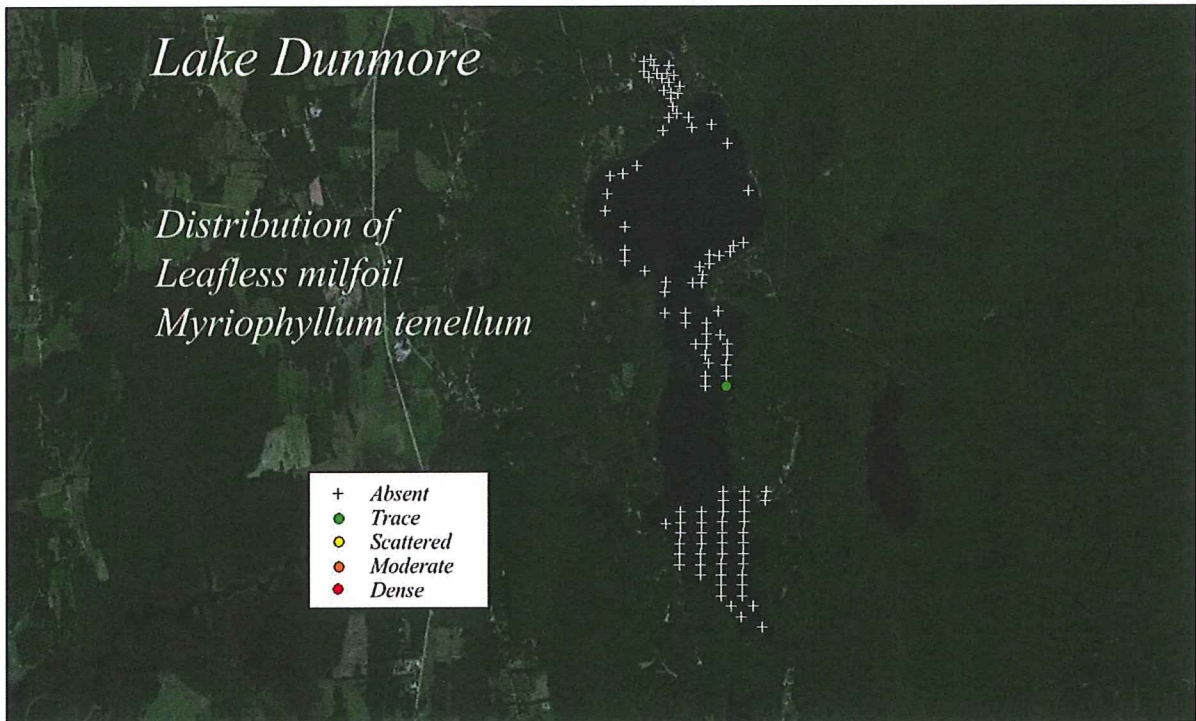 Lake Dunmore
Distribution of
Leafless milfoil
Myriophyllum tenellum
Absent
Trace
Scattered
Moderate
Dense